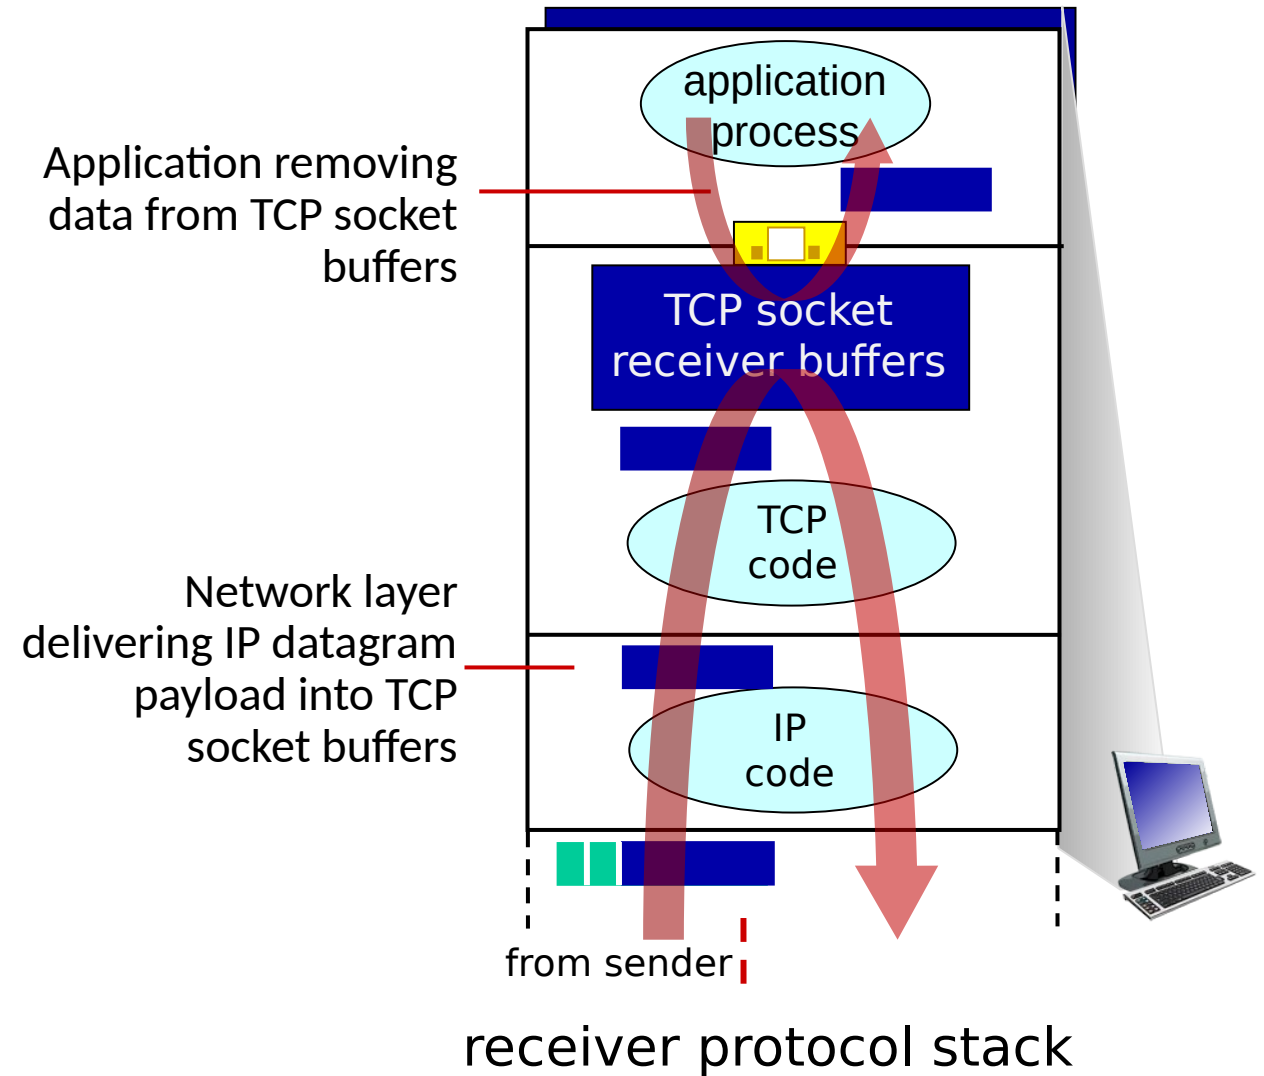 application
process
Application removing
data from TCP socket
buffers
TCP socket
receiver buffers
TCP
code
Network layer
delivering IP datagram
payload into TCP
socket buffers
IP
code
from sender
receiver protocol stack